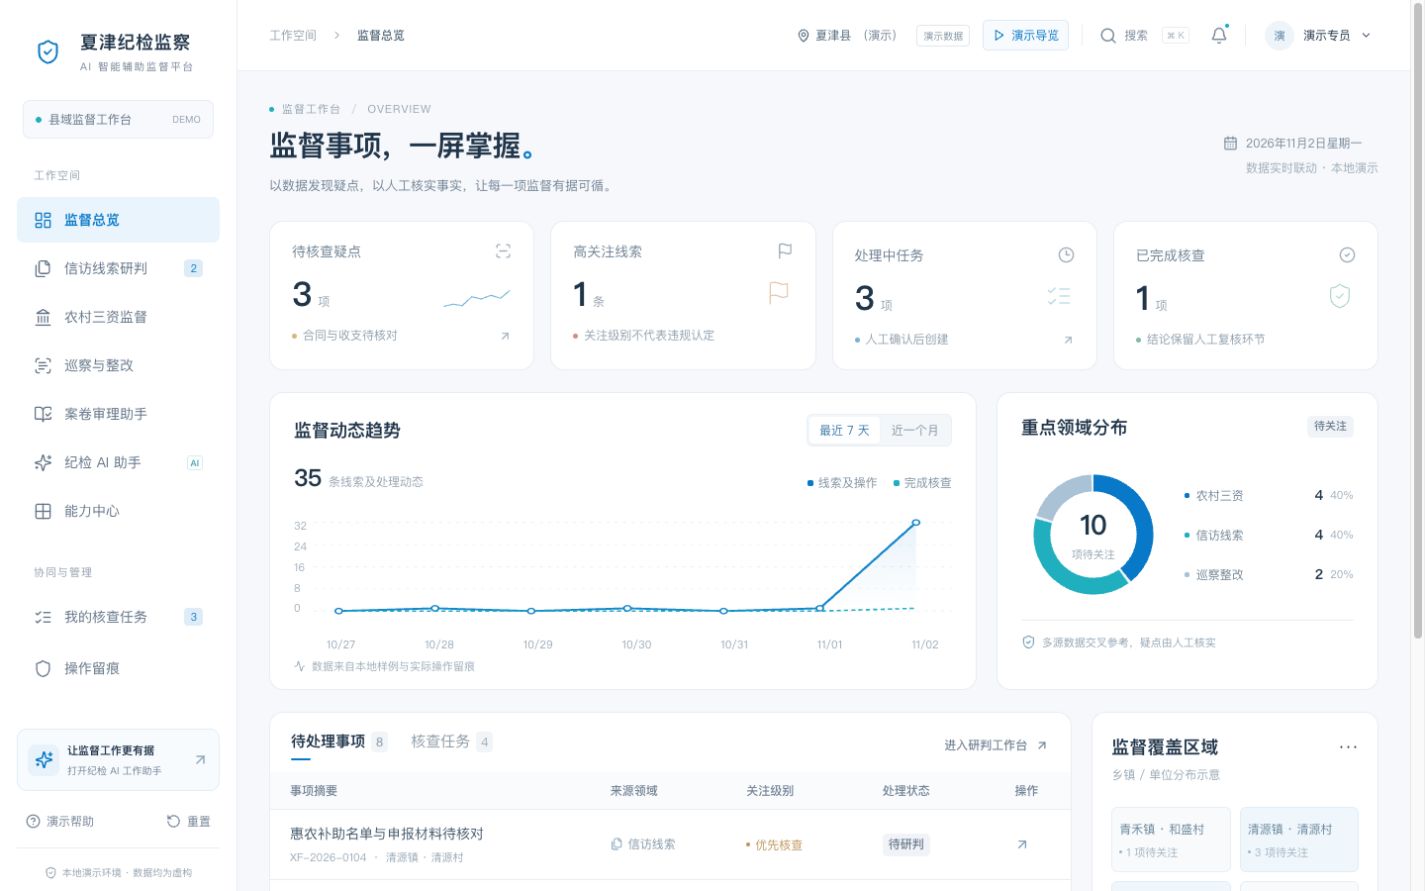 夏津纪检监察
AI 智能辅助监督平台
县域监督工作台 DEMO
工作空间
监督总览
信访线索研判 2
农村三资监督
巡察与整改
案卷审理助手
纪检 AI 助手 AI
能力中心
协同与管理
我的核查任务 3
操作留痕
让监督工作更有据
打开纪检 AI 工作助手
演示帮助 重置
本地演示环境 · 数据均为虚构
工作空间 > 监督总览
夏津县 (演示) 演示数据 演示导览 搜索 ⌘ K 演 演示专员
监督工作台 / OVERVIEW
监督事项，一屏掌握。
以数据发现疑点，以人工核实事实，让每一项监督有据可循。
2026年11月2日星期一
数据实时联动 · 本地演示
待核查疑点
3 项
合同与收支待核对
高关注线索
1 条
关注级别不代表违规认定
处理中任务
3 项
人工确认后创建
已完成核查
1 项
结论保留人工复核环节
监督动态趋势 最近 7 天 近一个月
35 条线索及处理动态 线索及操作 完成核查
32
24
16
8
0
10/27 10/28 10/29 10/30 10/31 11/01 11/02
数据来自本地样例与实际操作留痕
重点领域分布 待关注
10
项待关注
农村三资 4 40%
信访线索 4 40%
巡察整改 2 20%
多源数据交叉参考，疑点由人工核实
待处理事项 8 核查任务 4 进入研判工作台
事项摘要 来源领域 关注级别 处理状态 操作
惠农补助名单与申报材料待核对
XF-2026-0104 · 清源镇 · 清源村
信访线索 优先核查 待研判
监督覆盖区域 ···
乡镇 / 单位分布示意
青禾镇 · 和盛村
1 项待关注
清源镇 · 清源村
3 项待关注